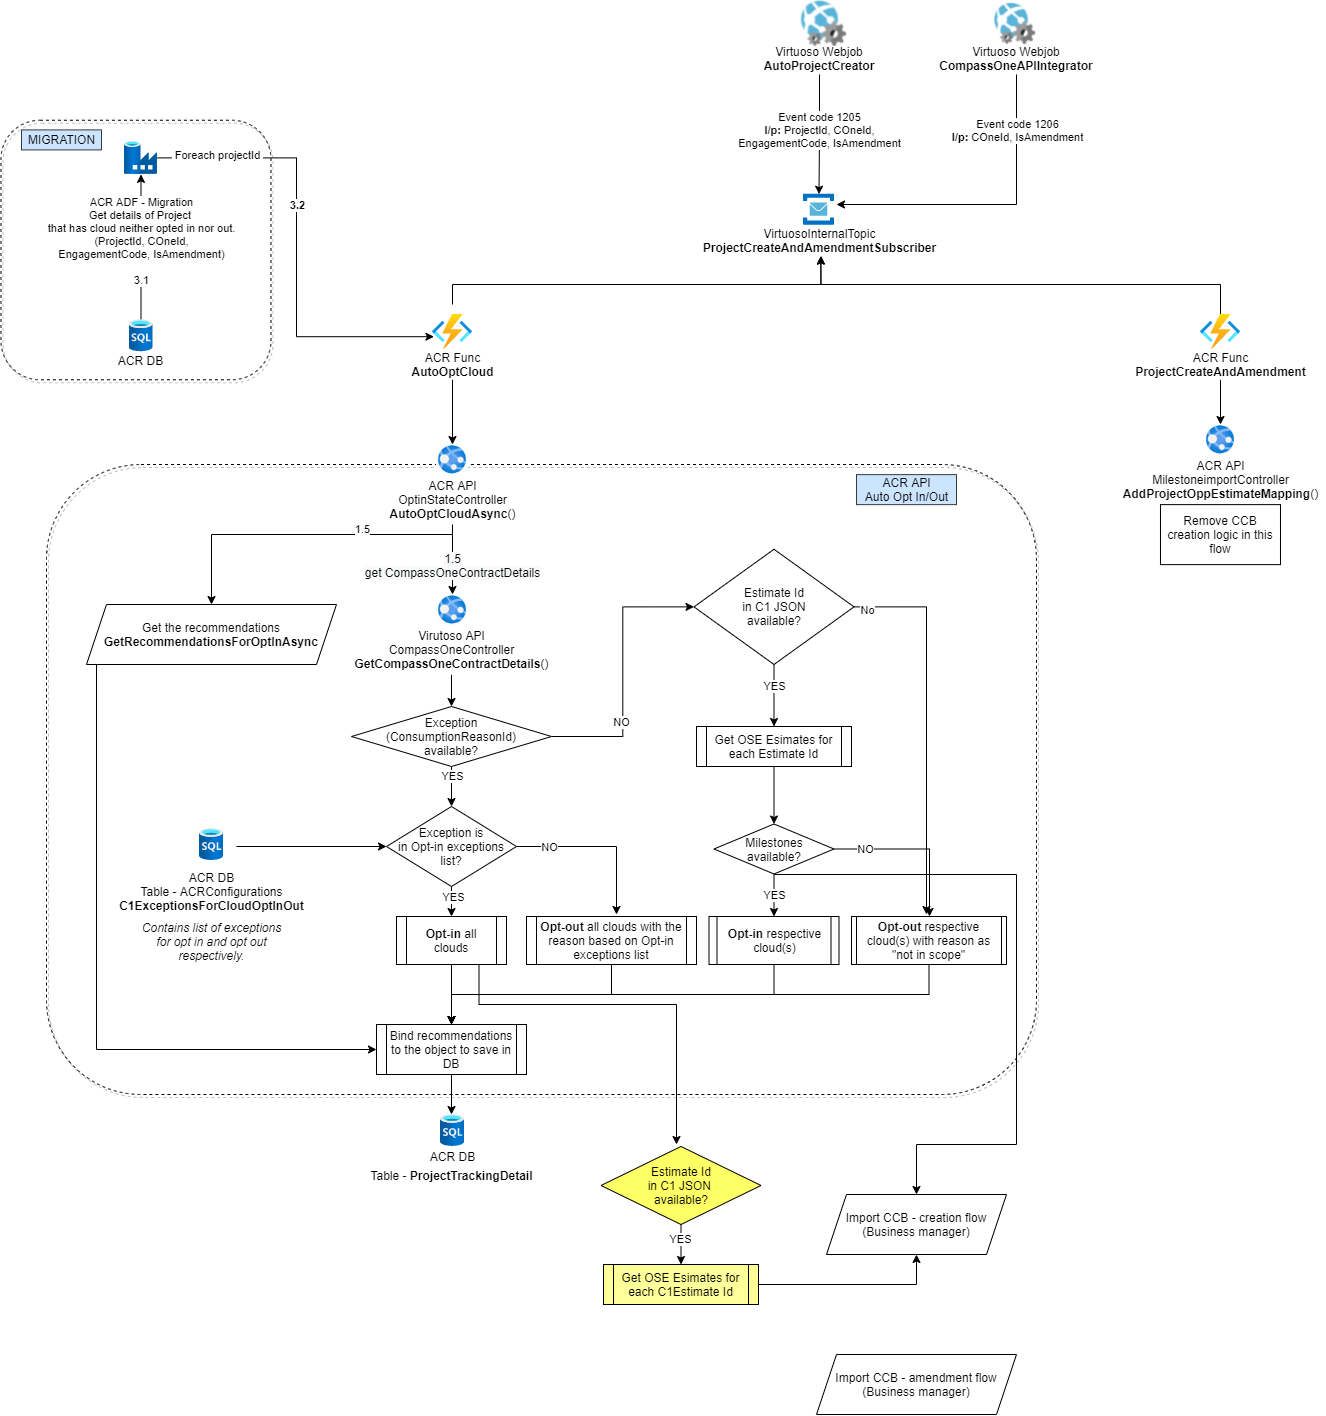 Virtuoso Webjob
AutoProjectCreator
Virtuoso Webjob
CompassOneAPIIntegrator
Event code 1205
I/p: ProjectId, COneId,
EngagementCode, IsAmendment
Event code 1206
I/p: COneId, IsAmendment
VirtuosoInternalTopic
ProjectCreateAndAmendmentSubscriber
MIGRATION
Foreach projectId
3.2
ACR ADF - Migration
Get details of Project
that has cloud neither opted in nor out.
(ProjectId, COneId,
EngagementCode, IsAmendment)
3.1
SQL
ACR DB
ACR Func
AutoOptCloud
ACR Func
ProjectCreateAndAmendment
ACR API
MilestoneimportController
AddProjectOppEstimateMapping()
Remove CCB
creation logic in this
flow
ACR API
Auto Opt In/Out
ACR API
OptinStateController
AutoOptCloudAsync()
1.5
1.5
get CompassOneContractDetails
Get the recommendations
GetRecommendationsForOptInAsync
Virutoso API
CompassOneController
GetCompassOneContractDetails()
Estimate Id
in C1 JSON
available?
No
YES
Exception
(ConsumptionReasonId)
available?
NO
YES
Get OSE Esimates for
each Estimate Id
Exception is
in Opt-in exceptions
list?
NO
YES
Milestones
available?
NO
YES
SQL
ACR DB
Table - ACRConfigurations
C1ExceptionsForCloudOptInOut
Contains list of exceptions
for opt in and opt out
respectively.
Opt-in all
clouds
Opt-out all clouds with the
reason based on Opt-in
exceptions list
Opt-in respective
cloud(s)
Opt-out respective
cloud(s) with reason as
"not in scope"
Bind recommendations
to the object to save in
DB
SQL
ACR DB
Table - ProjectTrackingDetail
Estimate Id
in C1 JSON
available?
YES
Get OSE Esimates for
each C1Estimate Id
Import CCB - creation flow
(Business manager)
Import CCB - amendment flow
(Business manager)